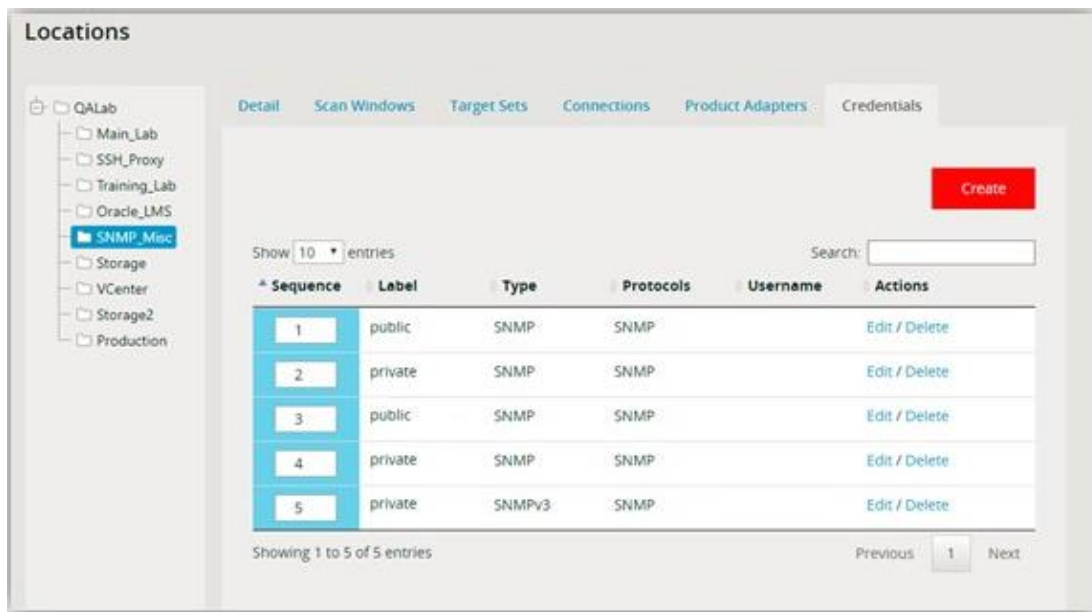 Locations
QALab
Main_Lab
SSH_Proxy
Training_Lab
Oracle_LMS
SNMP_Misc
Storage
VCenter
Storage2
Production
Detail Scan Windows Target Sets Connections Product Adapters Credentials
Create
Show 10 entries Search:
Sequence Label Type Protocols Username Actions
1 public SNMP SNMP Edit / Delete
2 private SNMP SNMP Edit / Delete
3 public SNMP SNMP Edit / Delete
4 private SNMP SNMP Edit / Delete
5 private SNMPv3 SNMP Edit / Delete
Showing 1 to 5 of 5 entries Previous 1 Next